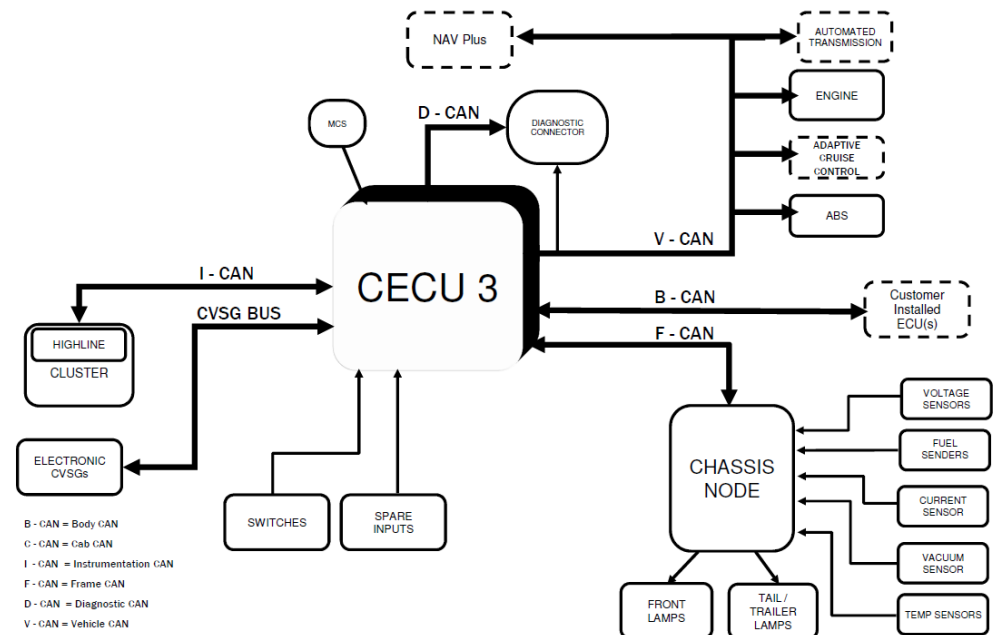 NAV Plus
AUTOMATED
TRANSMISSION
ENGINE
D - CAN
MCS
DIAGNOSTIC
CONNECTOR
ADAPTIVE
CRUISE
CONTROL
ABS
V - CAN
I - CAN
CECU 3
B - CAN
Customer
Installed
ECU(s)
CVSG BUS
F - CAN
HIGHLINE
CLUSTER
VOLTAGE
SENSORS
FUEL
SENDERS
ELECTRONIC
CVSGs
CHASSIS
NODE
CURRENT
SENSOR
SWITCHES
SPARE
INPUTS
VACUUM
SENSOR
B - CAN = Body CAN
C - CAN = Cab CAN
I - CAN = Instrumentation CAN
F - CAN = Frame CAN
D - CAN = Diagnostic CAN
V - CAN = Vehicle CAN
FRONT
LAMPS
TAIL /
TRAILER
LAMPS
TEMP SENSORS